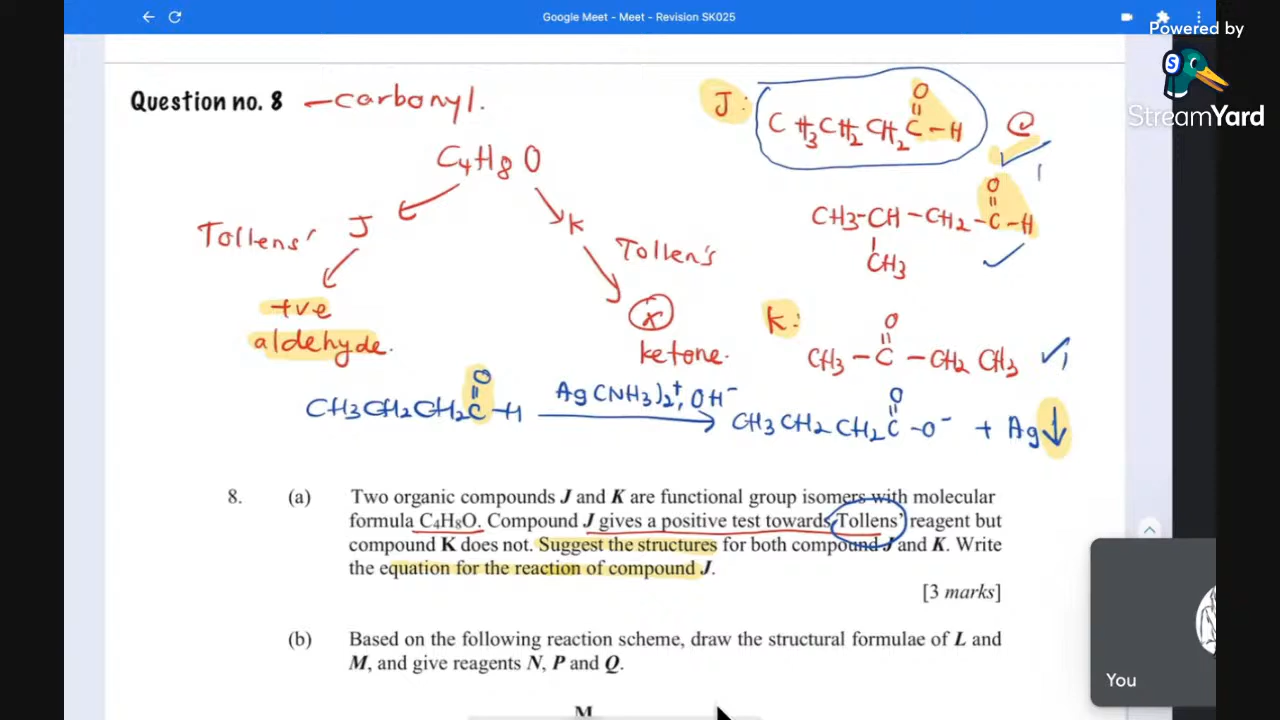 Google Meet - Meet - Revision SK025
Powered by
StreamYard
Question no. 8 – carbonyl.
C4H8O
Tollens' J
K Tollen's
+ve
aldehyde.
x
ketone.
J: CH3CH2CH2C-H
O
||
@
CH3-CH-CH2-C-H
O
||
|
CH3
K:
O
||
CH3-C-CH2CH3
O
||
CH3CH2CH2C-H Ag(NH3)2+, OH- CH3CH2CH2C-O- + Ag↓
O
||
8. (a) Two organic compounds J and K are functional group isomers with molecular
formula C₄H₈O. Compound J gives a positive test towards Tollens' reagent but
compound K does not. Suggest the structures for both compound J and K. Write
the equation for the reaction of compound J.
[3 marks]
(b) Based on the following reaction scheme, draw the structural formulae of L and
M, and give reagents N, P and Q.
M
You